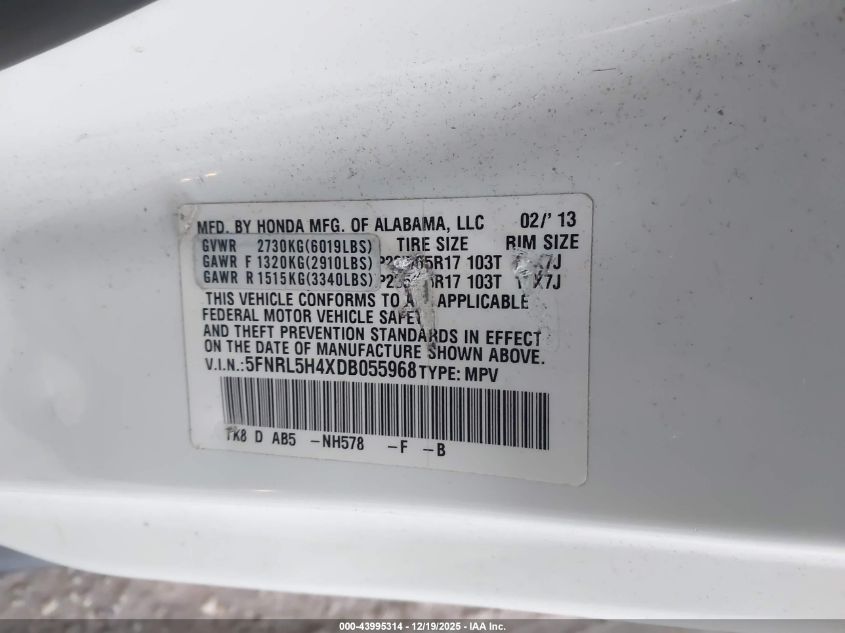 MFD. BY HONDA MFG. OF ALABAMA, LLC 02/' 13
GVWR 2730KG(6019LBS) TIRE SIZE RIM SIZE
GAWR F 1320KG(2910LBS) 103T
GAWR R 1515KG(3340LBS) 103T
THIS VEHICLE CONFORMS TO APPLICABLE
FEDERAL MOTOR VEHICLE
AND THEFT PREVENTION STANDARDS IN EFFECT
ON THE DATE OF MANUFACTURE SHOWN ABOVE.
V.I.N.:5FNRL5H4XDB055968 TYPE: MPV
TK8 D AB5 -NH578 -F -B
000-43995314 - 12/19/2025 - IAA Inc.